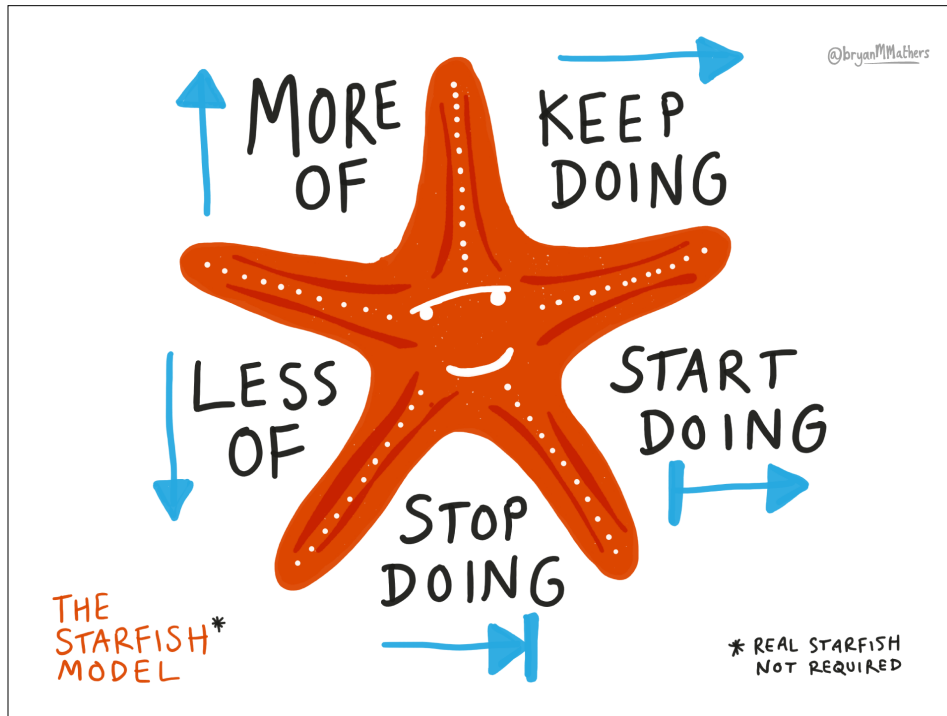 @bryanMMathers
MORE
OF
KEEP
DOING
LESS
OF
START
DOING
STOP
DOING
THE
STARFISH*
MODEL
* REAL STARFISH
NOT REQUIRED